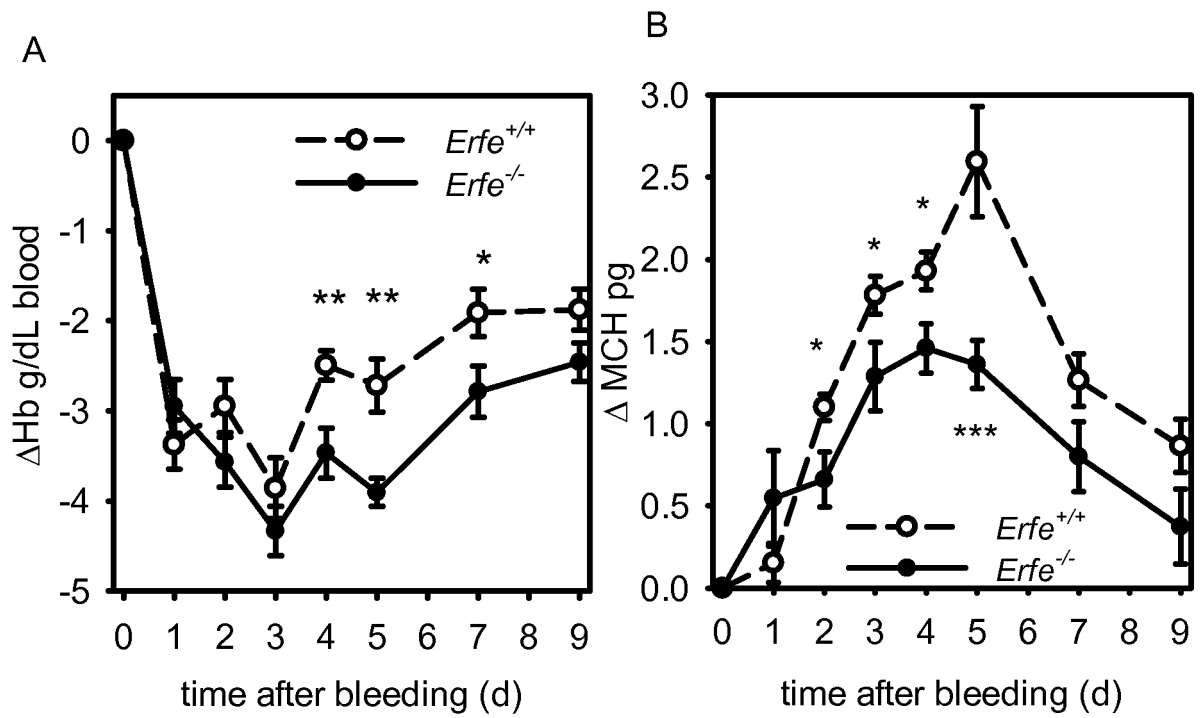 A
0
-1
-2
-3
-4
-5
ΔHb g/dL blood
Erfe+/+
Erfe-/-
**
**
*
0 1 2 3 4 5 6 7 8 9
time after bleeding (d)
B
3.0
2.5
2.0
1.5
1.0
0.5
0.0
Δ MCH pg
*
*
*
***
Erfe+/+
Erfe-/-
0 1 2 3 4 5 6 7 8 9
time after bleeding (d)